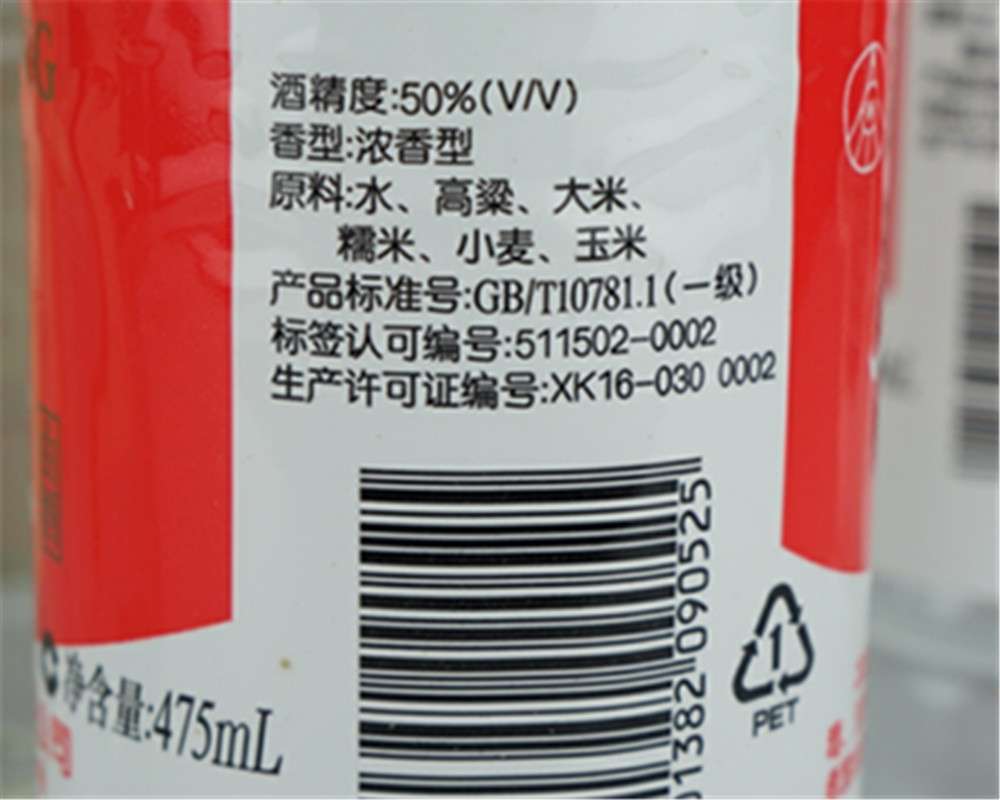 酒精度:50%(V/V)
香型:浓香型
原料:水、高粱、大米、
糯米、小麦、玉米
产品标准号:GB/T10781.1(一级)
标签认可编号:511502-0002
生产许可证编号:XK16-030 0002
01382 090525
净含量:475mL
1
PET
G